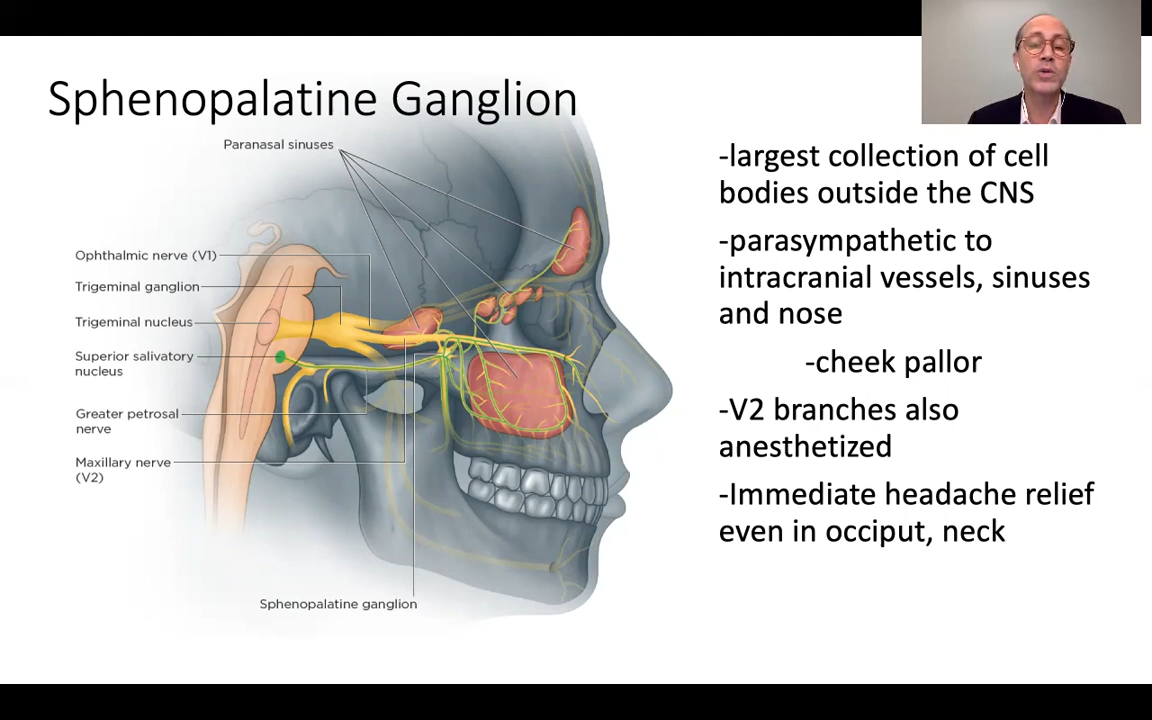 Sphenopalatine Ganglion
Paranasal sinuses
Ophthalmic nerve (V1)
Trigeminal ganglion
Trigeminal nucleus
Superior salivatory
nucleus
Greater petrosal
nerve
Maxillary nerve
(V2)
Sphenopalatine ganglion
-largest collection of cell
bodies outside the CNS
-parasympathetic to
intracranial vessels, sinuses
and nose
-cheek pallor
-V2 branches also
anesthetized
-Immediate headache relief
even in occiput, neck